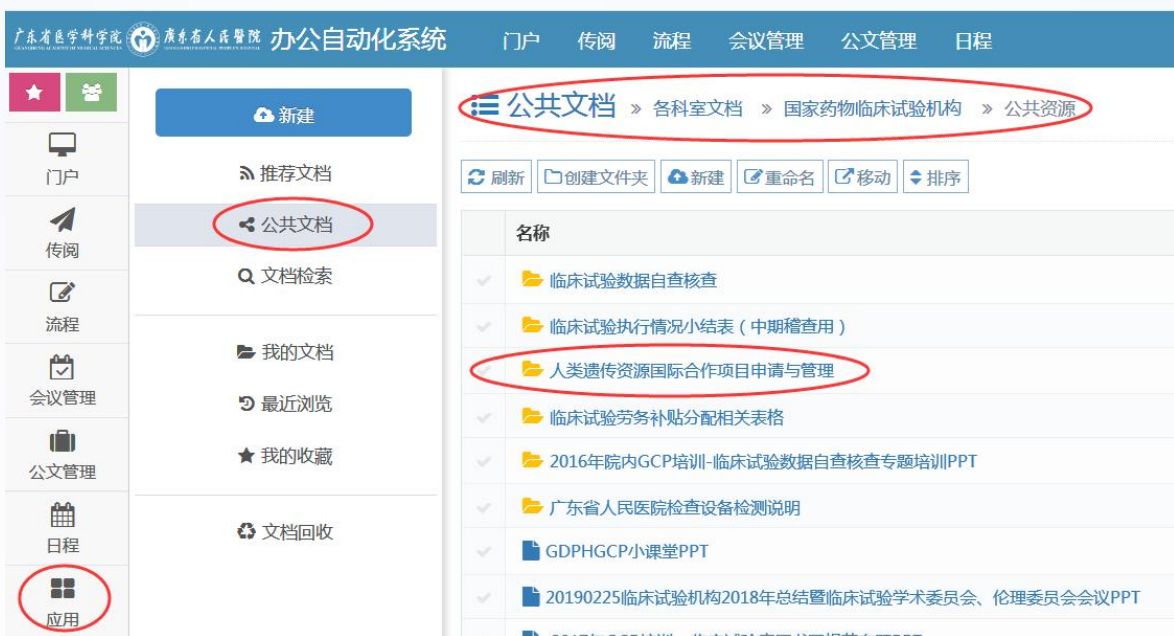 广东省医学科学院 廣東省人民醫院 办公自动化系统 门户 传阅 流程 会议管理 公文管理 日程
门户
传阅
流程
会议管理
公文管理
日程
应用
新建
推荐文档
公共文档
文档检索
我的文档
最近浏览
我的收藏
文档回收
公共文档 » 各科室文档 » 国家药物临床试验机构 » 公共资源
刷新 创建文件夹 新建 重命名 移动 排序
名称
临床试验数据自查核查
临床试验执行情况小结表（中期稽查用）
人类遗传资源国际合作项目申请与管理
临床试验劳务补贴分配相关表格
2016年院内GCP培训-临床试验数据自查核查专题培训PPT
广东省人民医院检查设备检测说明
GDPHGCP小课堂PPT
20190225临床试验机构2018年总结暨临床试验学术委员会、伦理委员会会议PPT